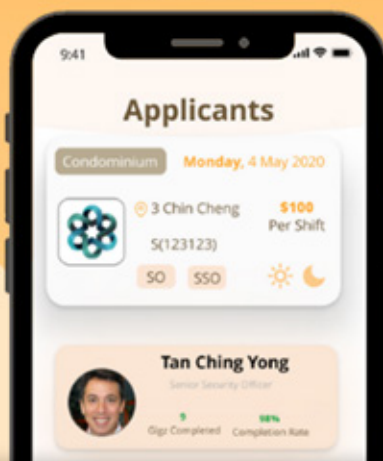 9:41
Applicants
Condominium Monday, 4 May 2020
3 Chin Cheng $100
S(123123) Per Shift
SO SSO
Tan Ching Yong
Senior Security Officer
9 98%
Gigz Completed Completion Rate